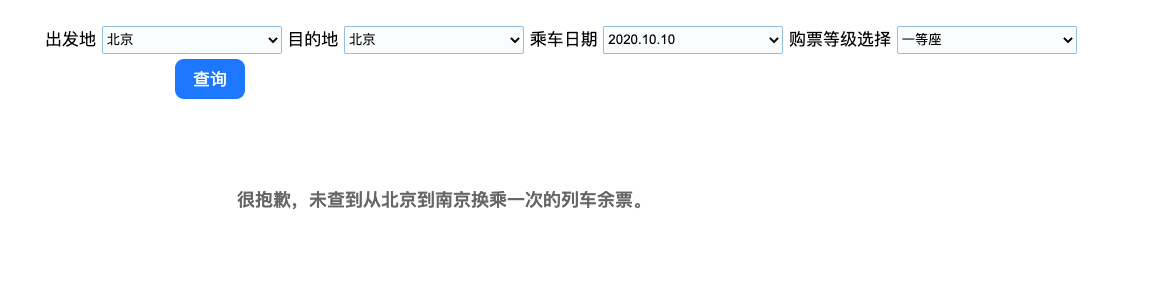 出发地 北京 目的地 北京 乘车日期 2020.10.10 购票等级选择 一等座
查询
很抱歉，未查到从北京到南京换乘一次的列车余票。